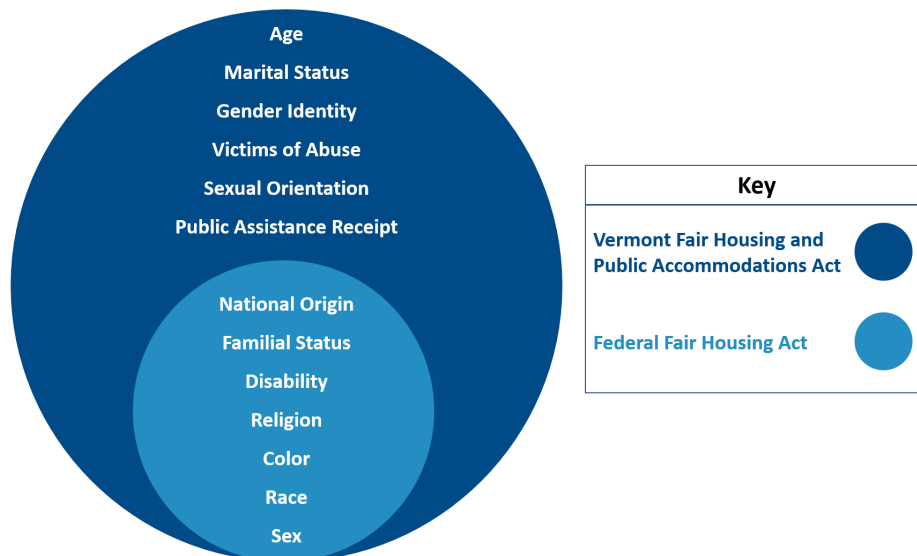 Age
Marital Status
Gender Identity
Victims of Abuse
Sexual Orientation
Public Assistance Receipt
National Origin
Familial Status
Disability
Religion
Color
Race
Sex
Key
Vermont Fair Housing and
Public Accommodations Act
Federal Fair Housing Act